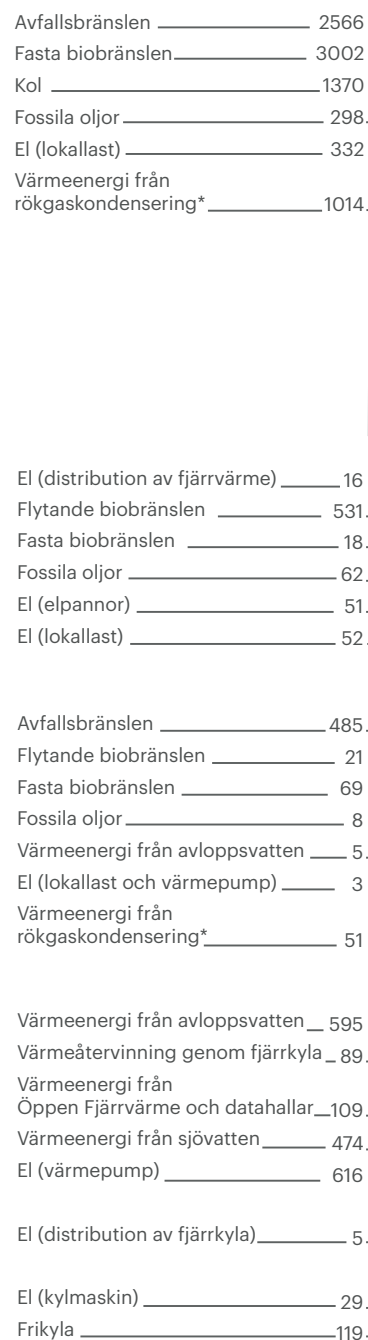 Avfallsbränslen 2566
Fasta biobränslen 3002
Kol 1370
Fossila oljor 298
El (lokallast) 332
Värmeenergi från
rökgaskondensering* 1014
El (distribution av fjärrvärme) 16
Flytande biobränslen 531
Fasta biobränslen 18
Fossila oljor 62
El (elpannor) 51
El (lokallast) 52
Avfallsbränslen 485
Flytande biobränslen 21
Fasta biobränslen 69
Fossila oljor 8
Värmeenergi från avloppsvatten 5
El (lokallast och värmepump) 3
Värmeenergi från
rökgaskondensering* 51
Värmeenergi från avloppsvatten 595
Värmeåtervinning genom fjärrkyla 89
Värmeenergi från
Öppen Fjärrvärme och datahallar 109
Värmeenergi från sjövatten 474
El (värmepump) 616
El (distribution av fjärrkyla) 5
El (kylmaskin) 29
Frikyla 119